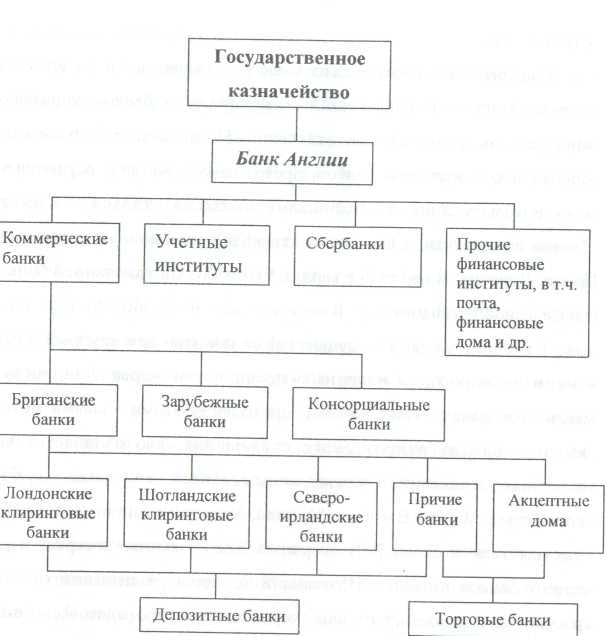 Государственное
казначейство
Банк Англии
Коммерческие
банки
Учетные
институты
Сбербанки
Прочие
финансовые
институты, в т.ч.
почта,
финансовые
дома и др.
Британские
банки
Зарубежные
банки
Консорциальные
банки
Лондонские
клиринговые
банки
Шотландские
клиринговые
банки
Северо-
ирландские
банки
Причие
банки
Акцептные
дома
Депозитные банки
Торговые банки